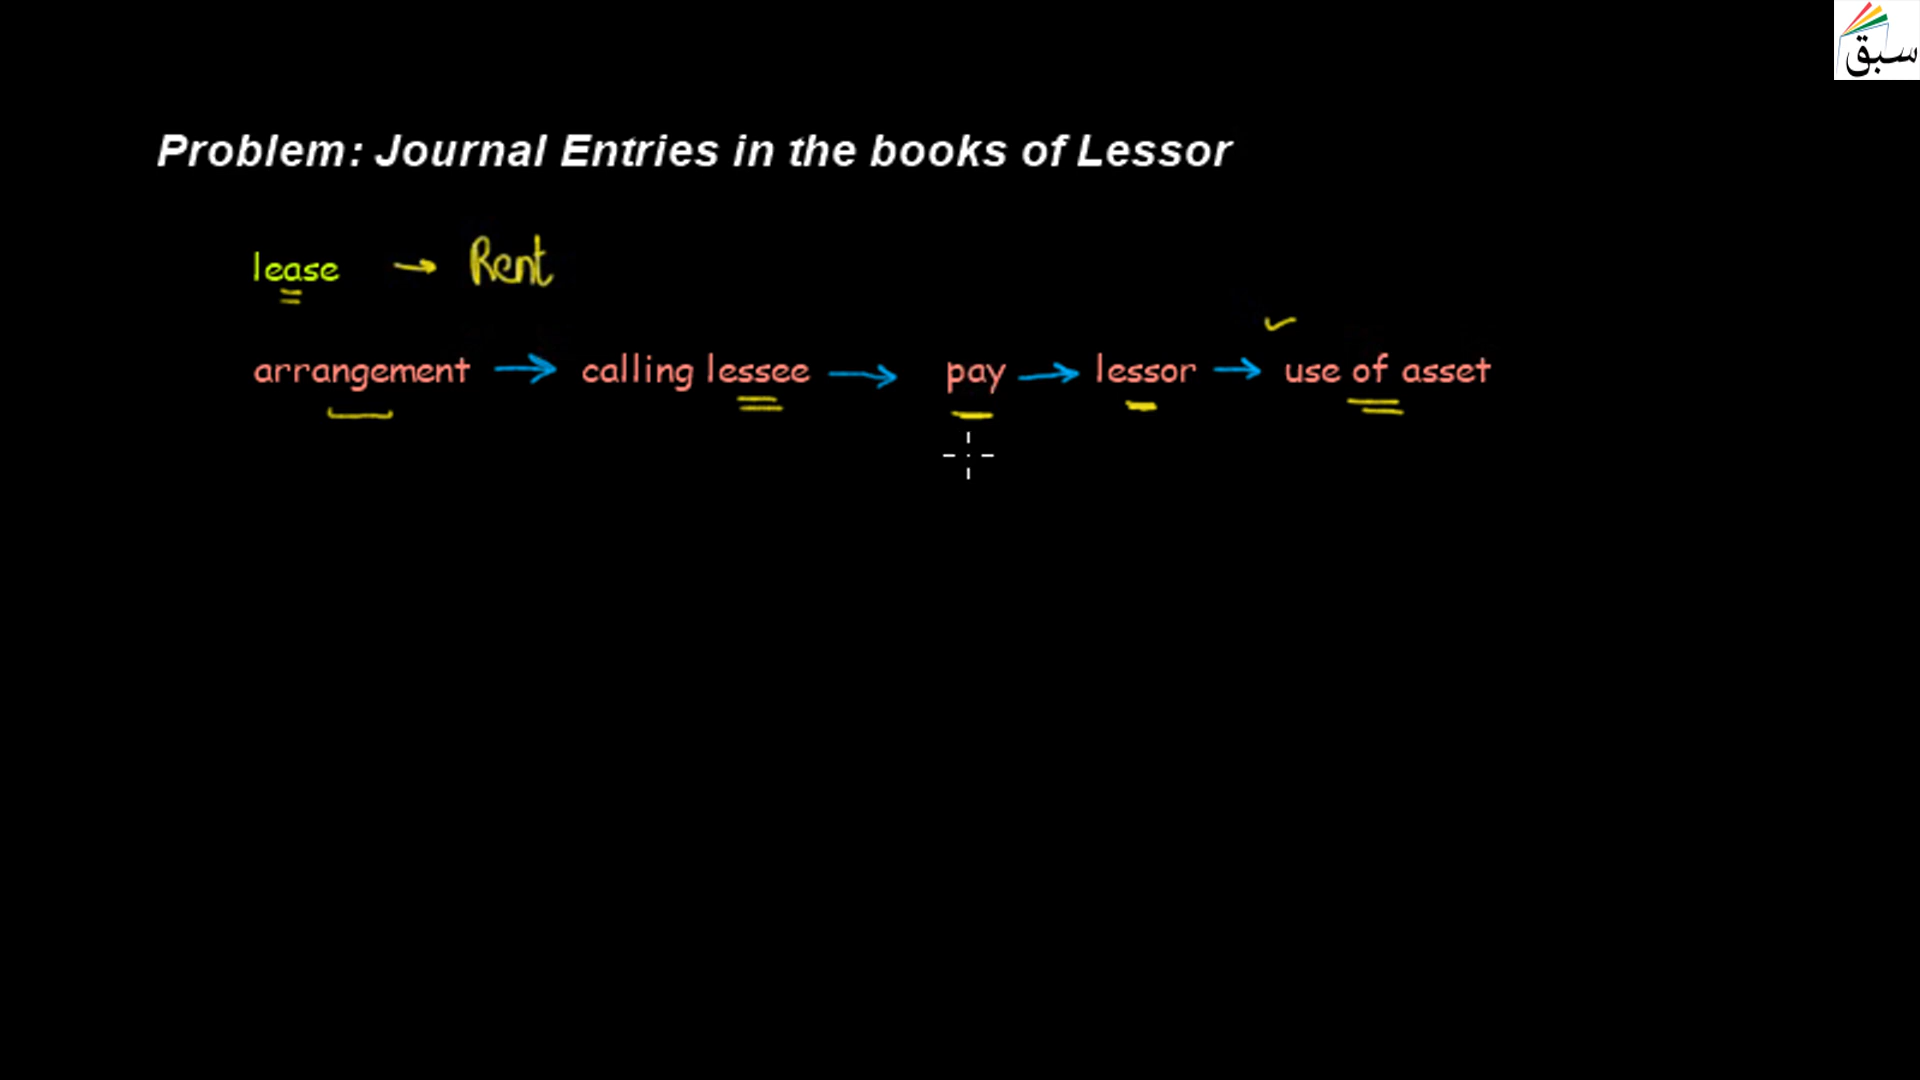 سبق
Problem: Journal Entries in the books of Lessor
lease → Rent
arrangement → calling lessee → pay → lessor → use of asset